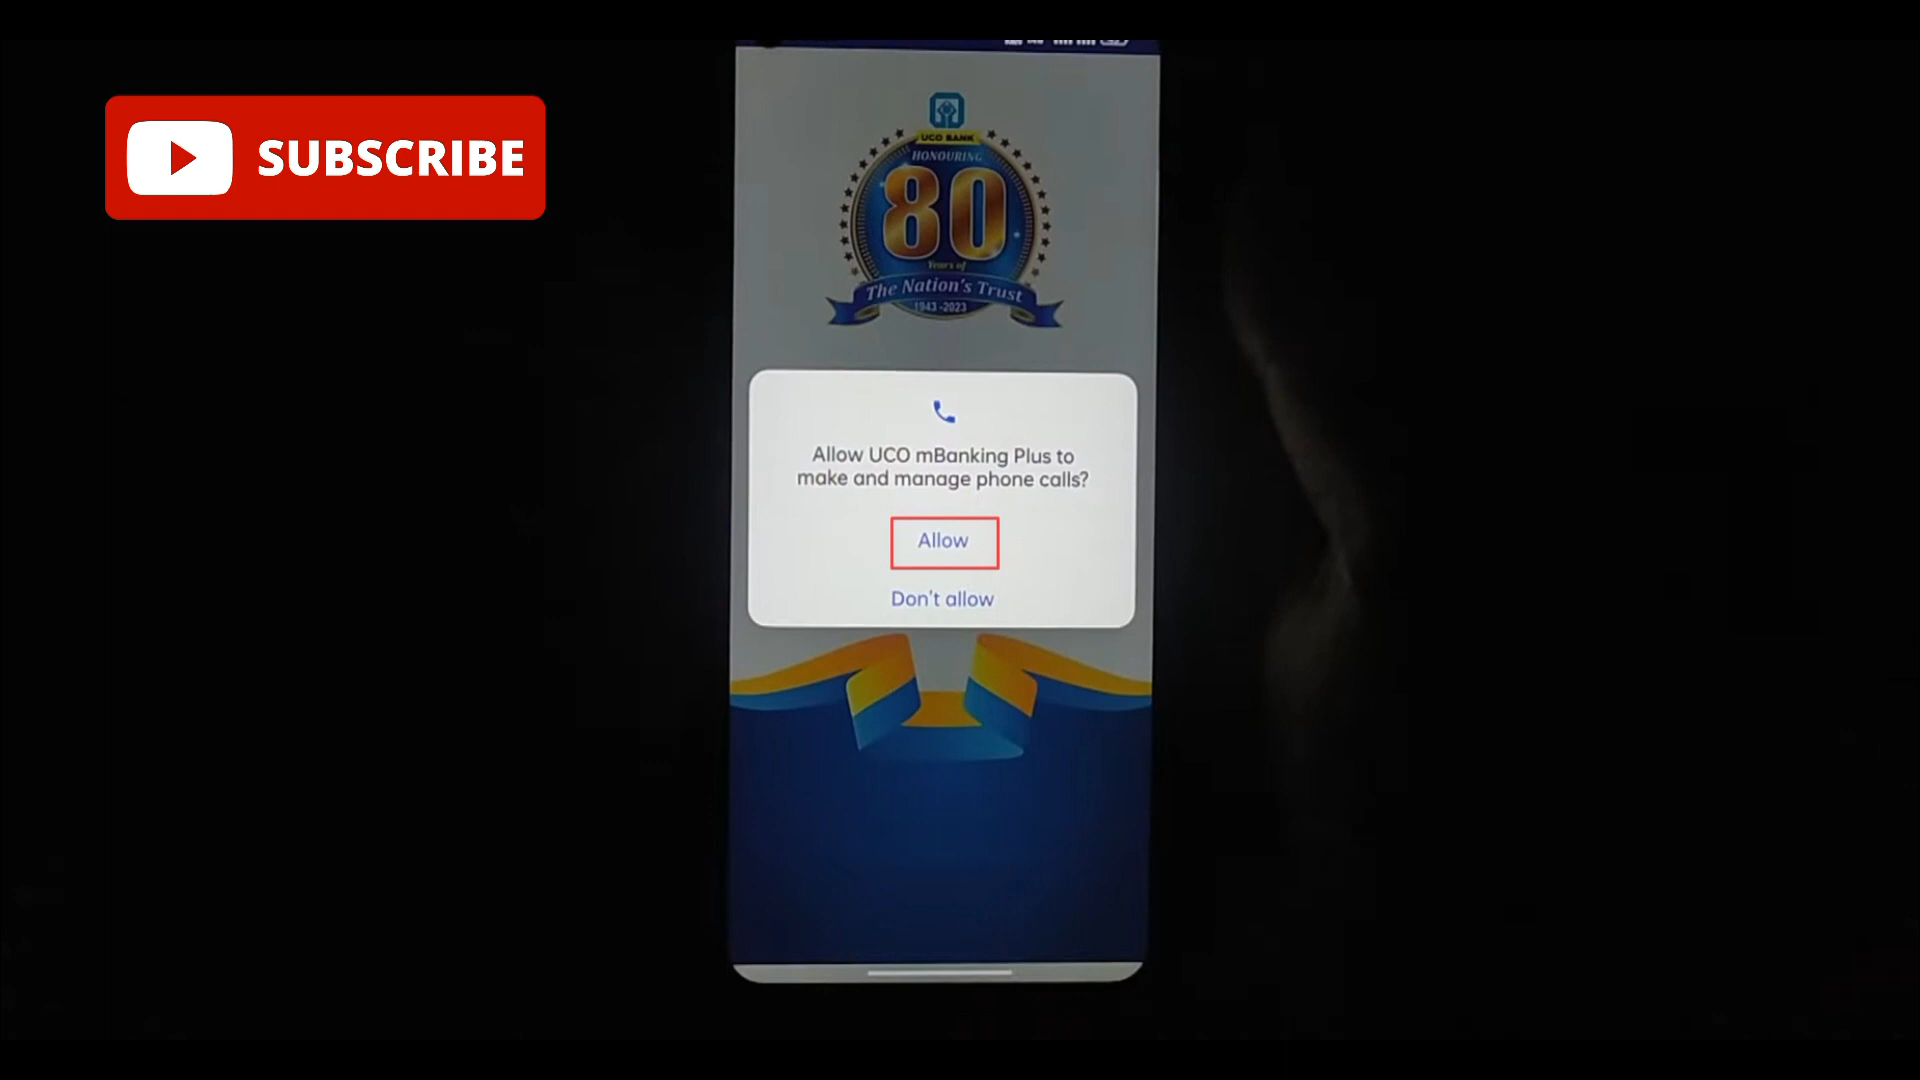 SUBSCRIBE
UCO BANK
HONOURING
80
Years of
The Nation's Trust
1943-2023
Allow UCO mBanking Plus to
make and manage phone calls?
Allow
Don't allow